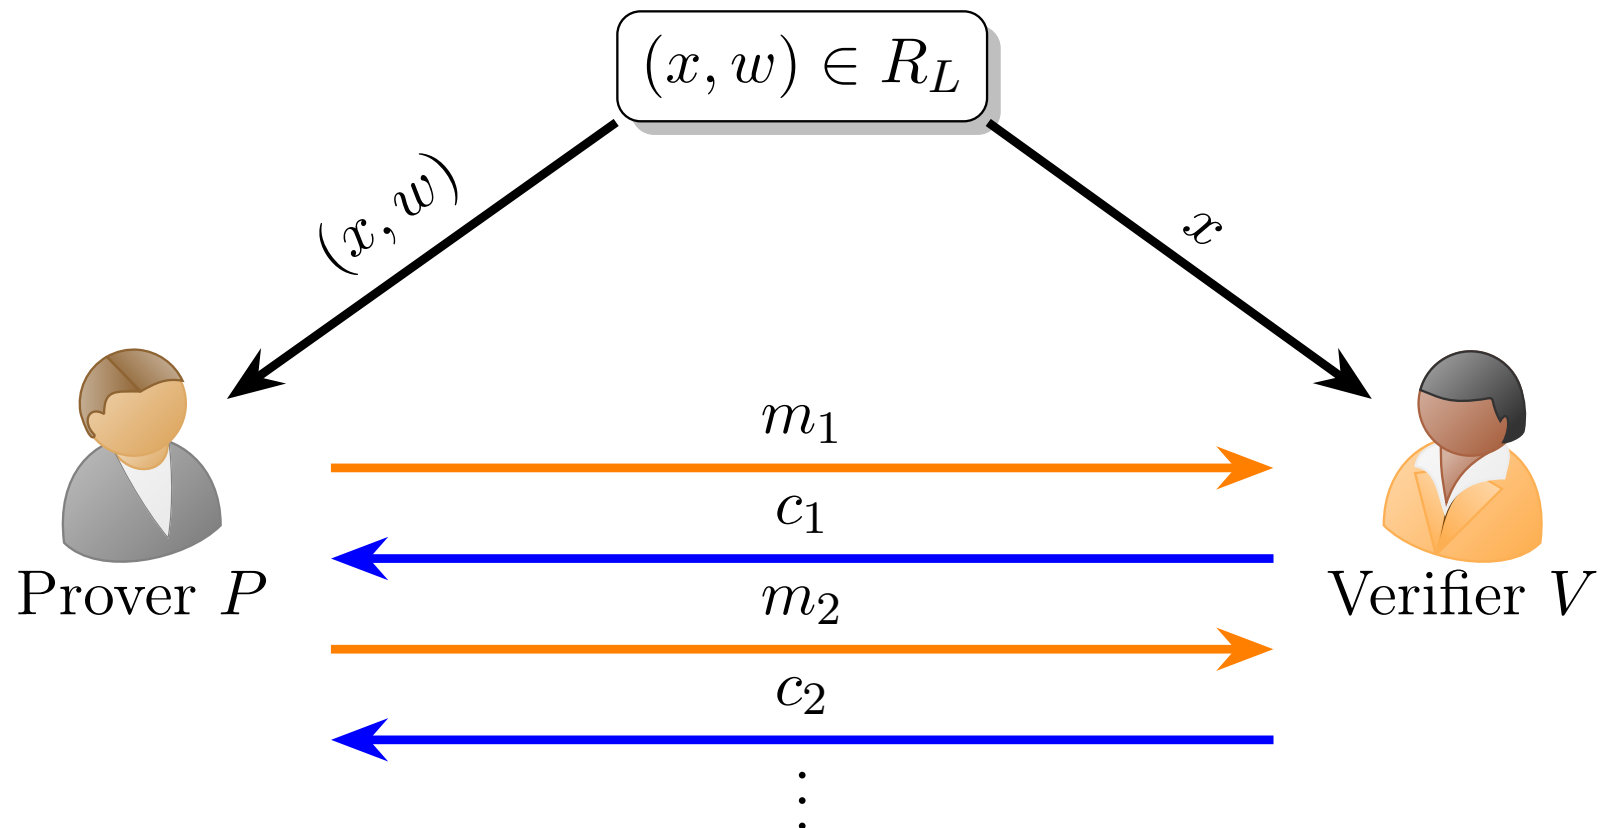 (x, w) ∈ R_L
(x, w)
x
m_1
c_1
Prover P
Verifier V
m_2
c_2
⋮